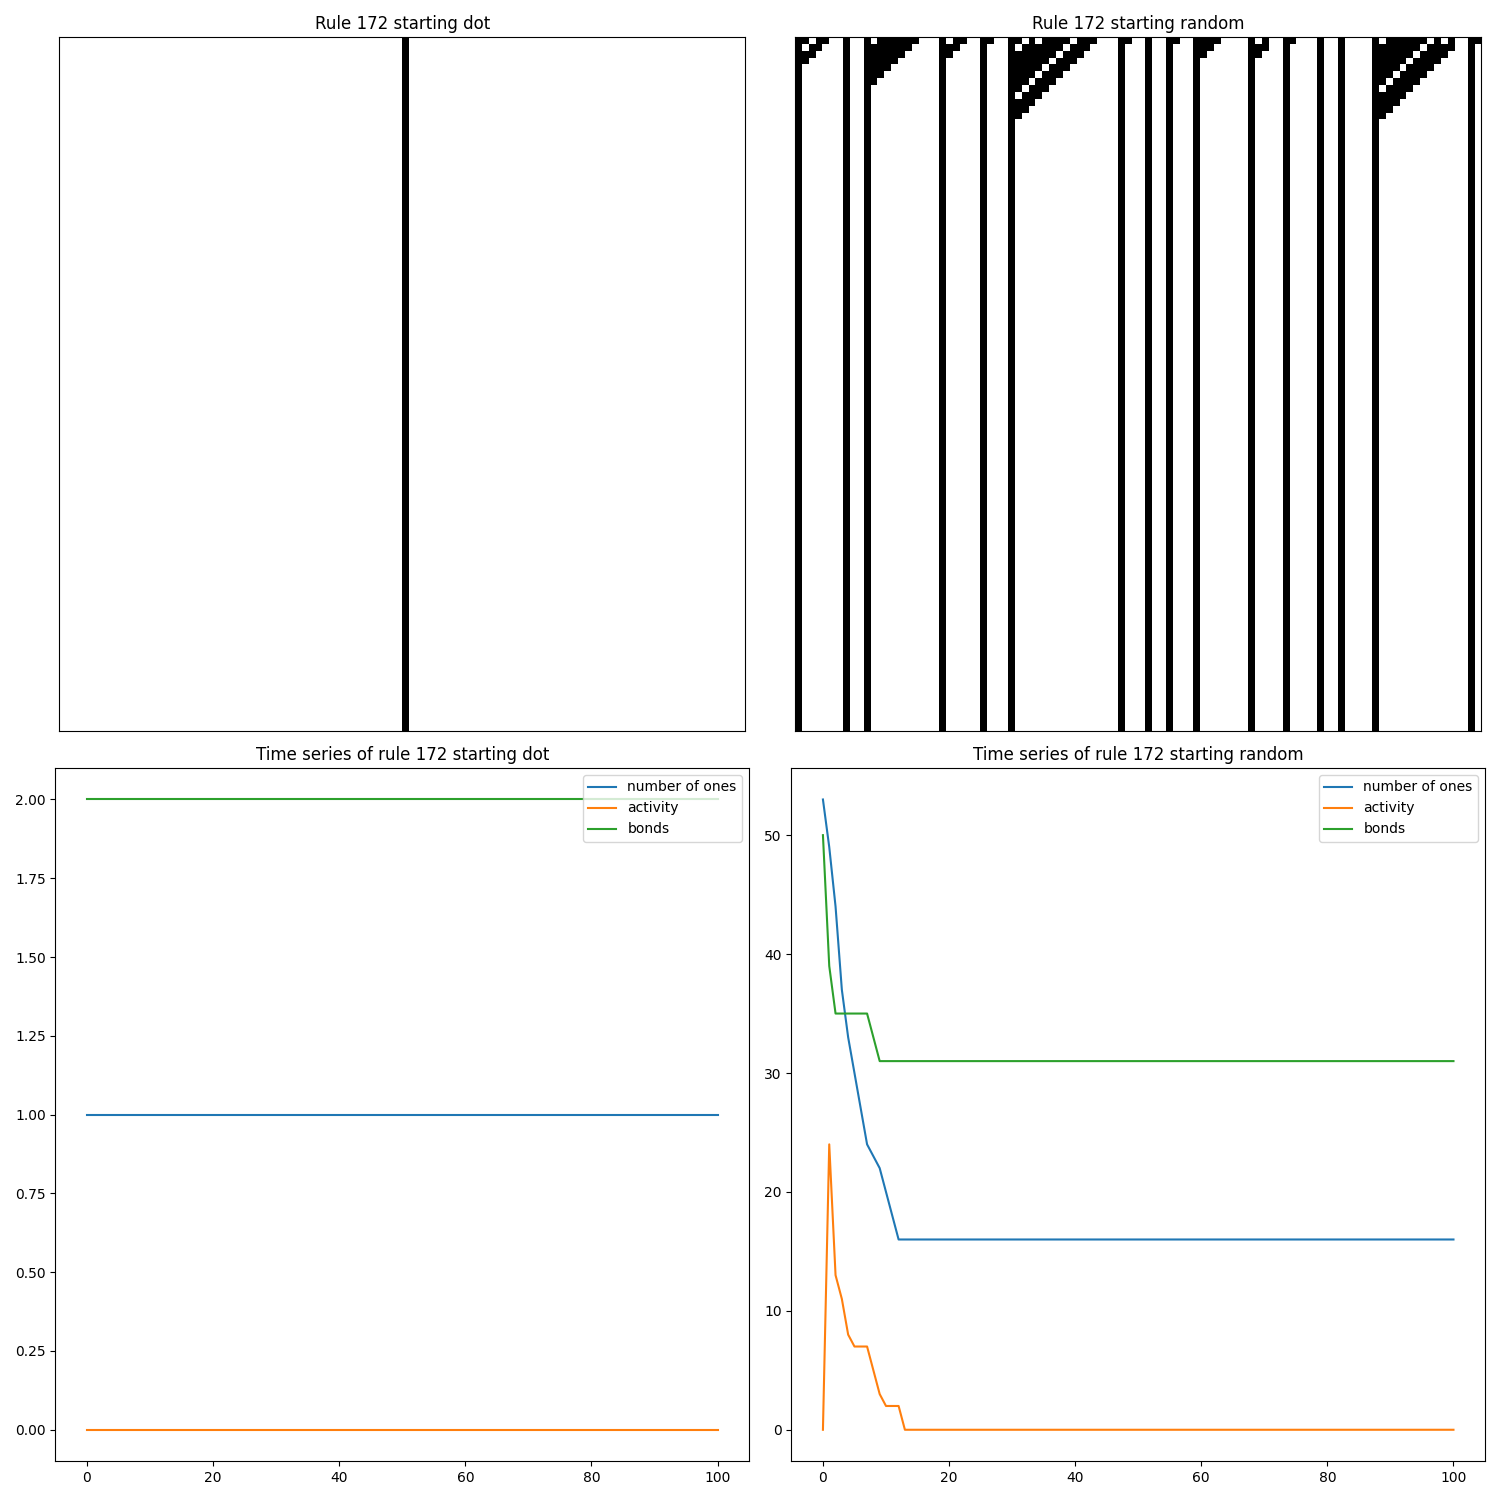 Rule 172 starting dot
Rule 172 starting random
Time series of rule 172 starting dot
2.00
1.75
1.50
1.25
1.00
0.75
0.50
0.25
0.00
0 20 40 60 80 100
number of ones
activity
bonds
Time series of rule 172 starting random
50
40
30
20
10
0
0 20 40 60 80 100
number of ones
activity
bonds